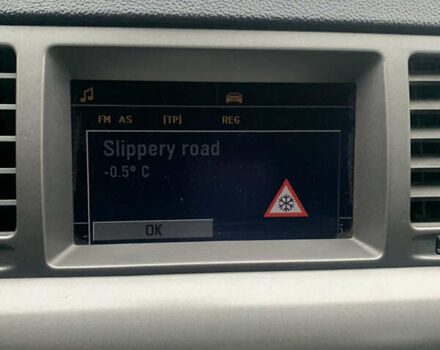 FM AS [TP] REG
Slippery road
-0.5° C
OK